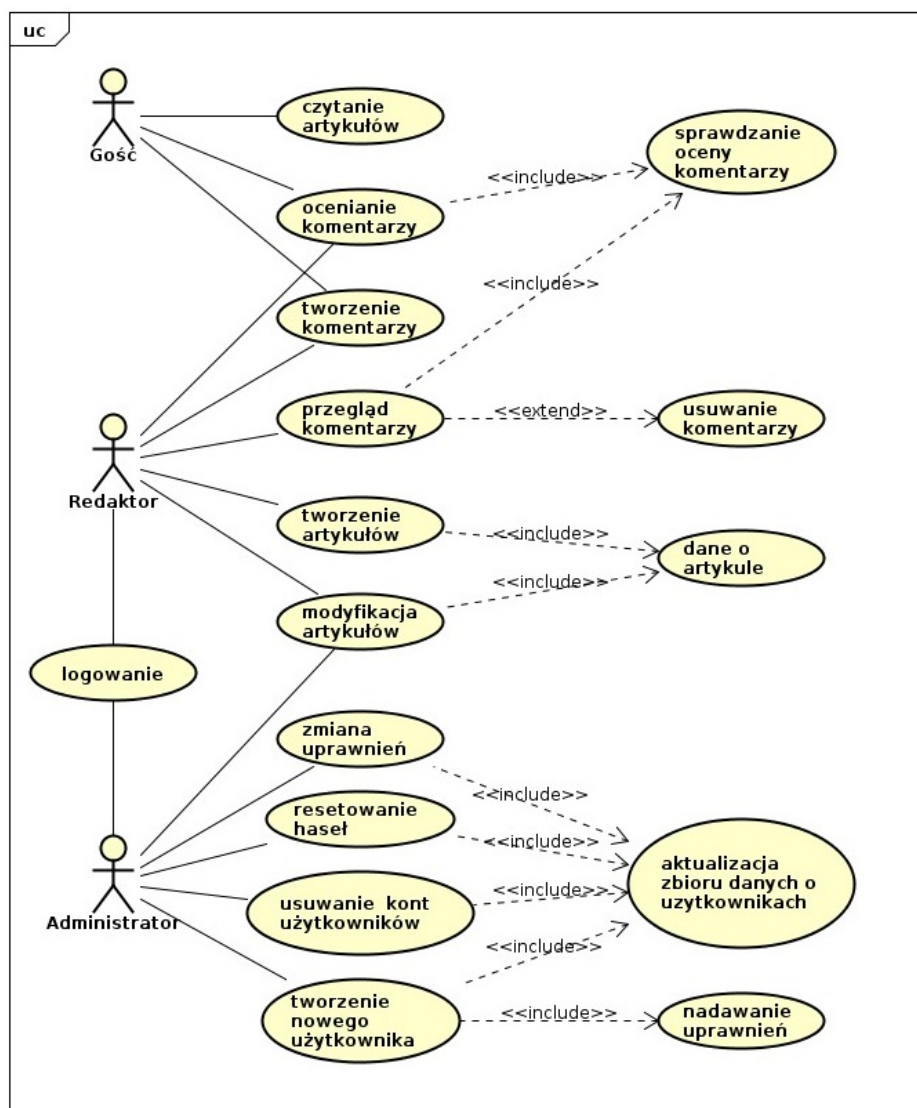 uc
Gość
czytanie
artykułów
sprawdzanie
oceny
komentarzy
<<include>>
ocenianie
komentarzy
<<include>>
tworzenie
komentarzy
przegląd
komentarzy
<<extend>>
usuwanie
komentarzy
Redaktor
tworzenie
artykułów
<<include>>
dane o
artykule
<<include>>
modyfikacja
artykułów
logowanie
zmiana
uprawnień
<<include>>
resetowanie
haseł
<<include>>
aktualizacja
zbioru danych o
uzytkownikach
Administrator
usuwanie kont
użytkowników
<<include>>
<<include>>
tworzenie
nowego
użytkownika
<<include>>
nadawanie
uprawnień